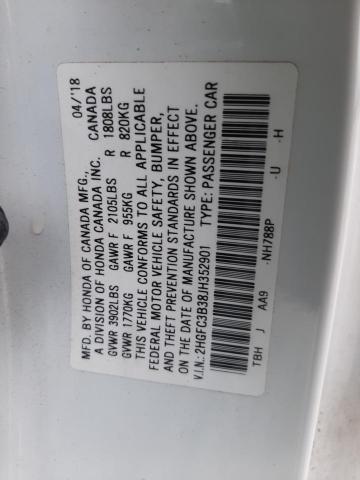 MFD. BY HONDA OF CANADA MFG., 04/'18
A DIVISION OF HONDA CANADA INC. CANADA
GVWR 3902LBS GAWR F 2105LBS R 1808LBS
GVWR 1770KG GAWR F 955KG R 820KG
THIS VEHICLE CONFORMS TO ALL APPLICABLE
FEDERAL MOTOR VEHICLE SAFETY, BUMPER,
AND THEFT PREVENTION STANDARDS IN EFFECT
ON THE DATE OF MANUFACTURE SHOWN ABOVE.
V.I.N.: 2HGFC3B38JH352901 TYPE: PASSENGER CAR
TBH J AA9 -NH788P -U -H